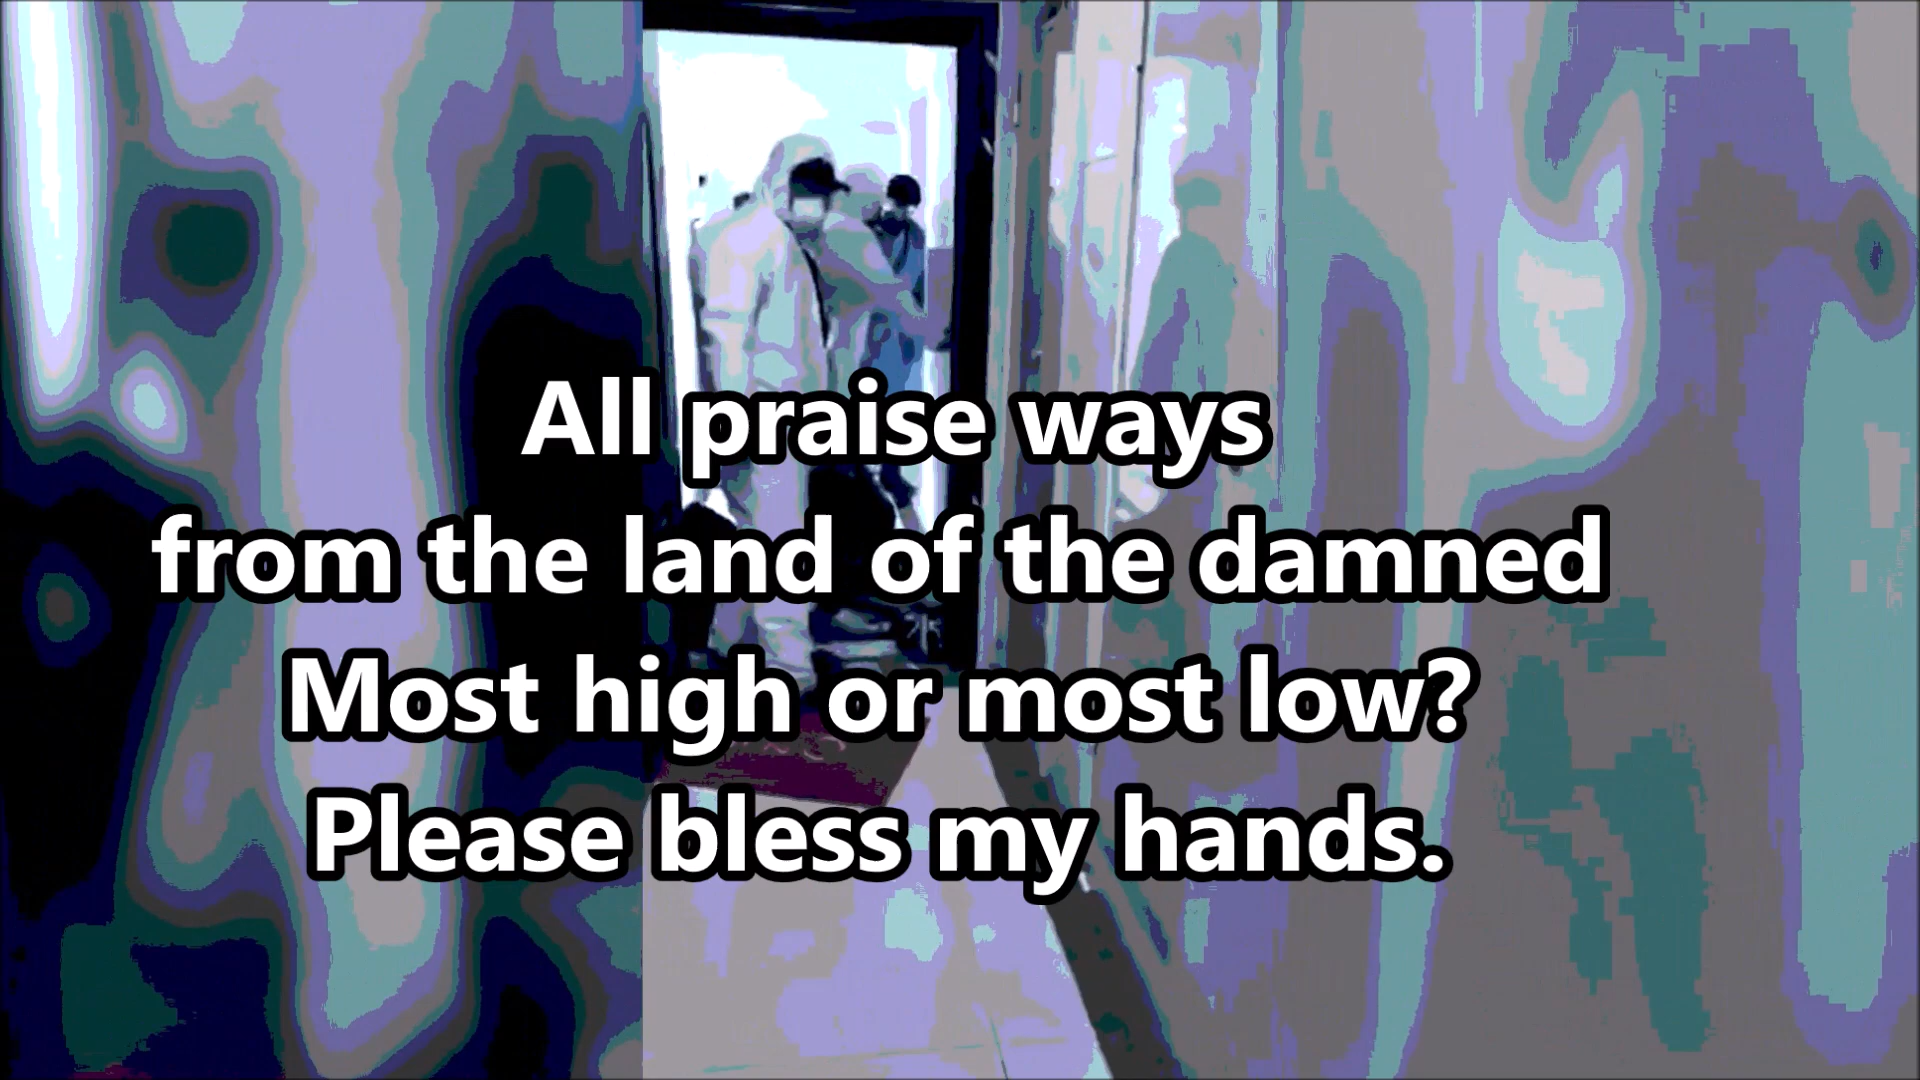 All praise ways
from the land of the damned
Most high or most low?
Please bless my hands.